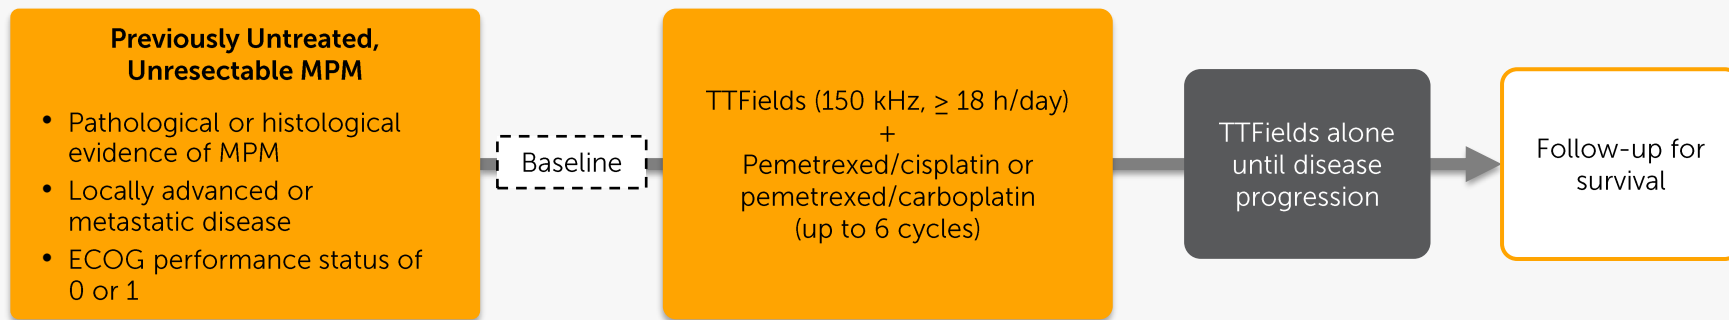 Previously Untreated,
Unresectable MPM
• Pathological or histological
evidence of MPM
• Locally advanced or
metastatic disease
• ECOG performance status of
0 or 1
Baseline
TTFields (150 kHz, ≥ 18 h/day)
+
Pemetrexed/cisplatin or
pemetrexed/carboplatin
(up to 6 cycles)
TTFields alone
until disease
progression
Follow-up for
survival